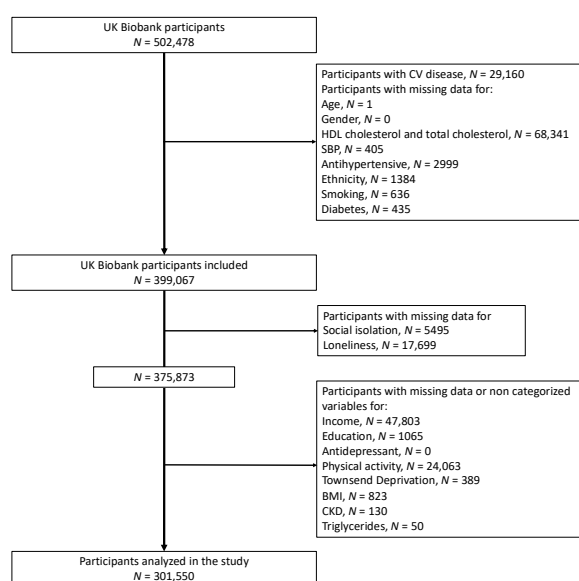 UK Biobank participants
N = 502,478
Participants with CV disease, N = 29,160
Participants with missing data for:
Age, N = 1
Gender, N = 0
HDL cholesterol and total cholesterol, N = 68,341
SBP, N = 405
Antihypertensive, N = 2999
Ethnicity, N = 1384
Smoking, N = 636
Diabetes, N = 435
UK Biobank participants included
N = 399,067
Participants with missing data for
Social isolation, N = 5495
Loneliness, N = 17,699
N = 375,873
Participants with missing data or non categorized
variables for:
Income, N = 47,803
Education, N = 1065
Antidepressant, N = 0
Physical activity, N = 24,063
Townsend Deprivation, N = 389
BMI, N = 823
CKD, N = 130
Triglycerides, N = 50
Participants analyzed in the study
N = 301,550